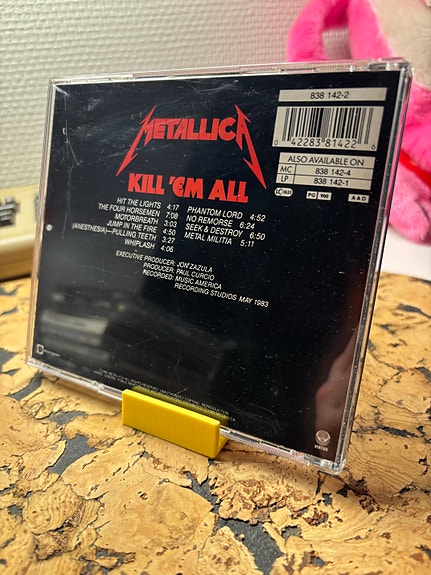 838 142-2
0 42283 81422 6
ALSO AVAILABLE ON
MC 838 142-4
LP 838 142-1
LC 7033 PG 900 AAD
METALLICA
KILL 'EM ALL
HIT THE LIGHTS 4:17
THE FOUR HORSEMEN 7:08
MOTORBREATH 3:03
JUMP IN THE FIRE 4:50
(ANESTHESIA)—PULLING TEETH 3:27
WHIPLASH 4:06
PHANTOM LORD 4:52
NO REMORSE 6:24
SEEK & DESTROY 6:50
METAL MILITIA 5:11
EXECUTIVE PRODUCER: JON ZAZULA
PRODUCER: PAUL CURCIO
RECORDED: MUSIC AMERICA
RECORDING STUDIOS MAY 1983